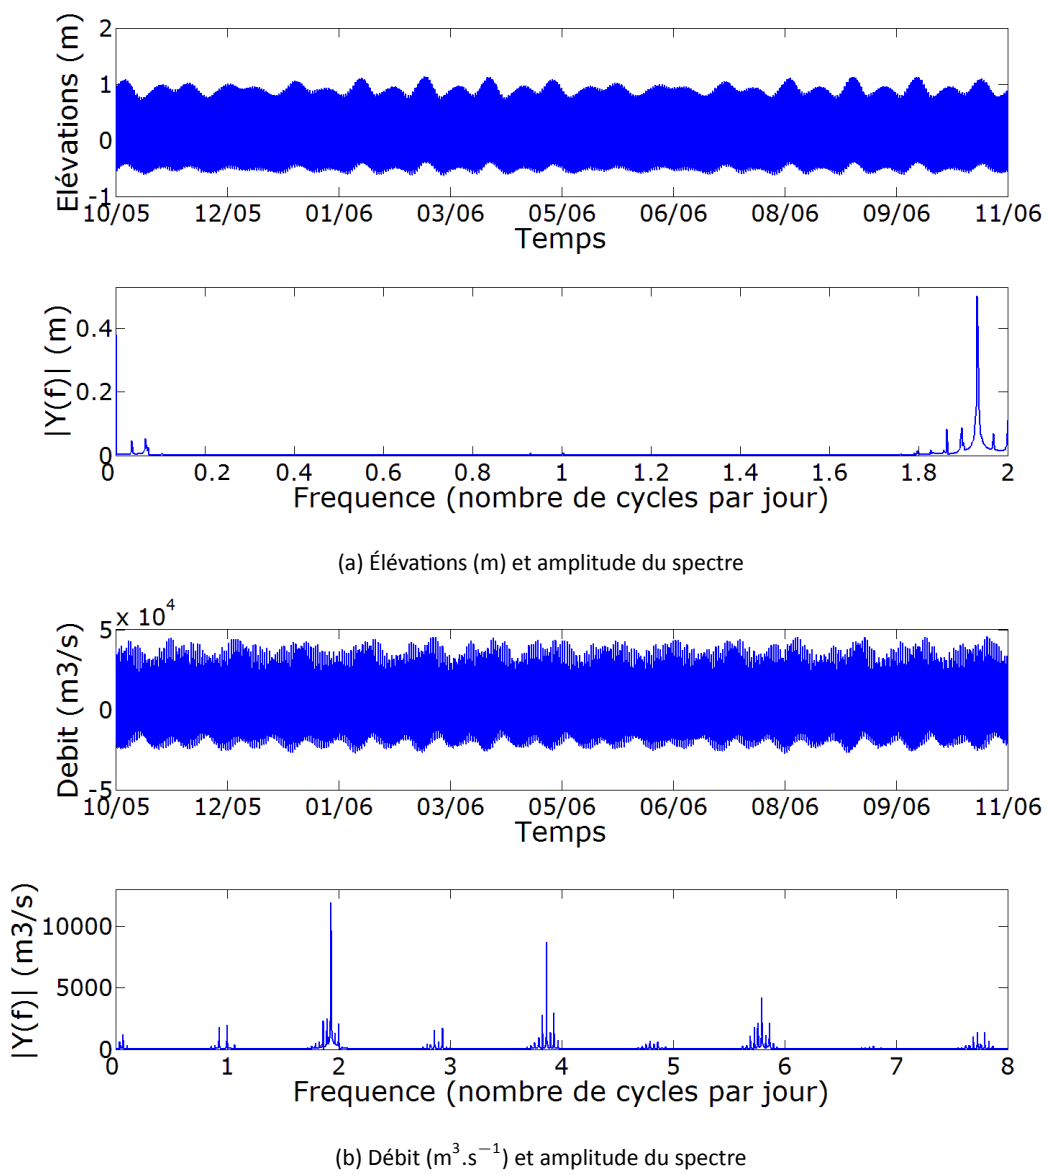 2
1
0
-1
Elévations (m)
10/05 12/05 01/06 03/06 05/06 06/06 08/06 09/06 11/06
Temps
0.4
0.2
0
|Y(f)| (m)
0 0.2 0.4 0.6 0.8 1 1.2 1.4 1.6 1.8 2
Frequence (nombre de cycles par jour)
(a) Élévations (m) et amplitude du spectre
x 10⁴
5
0
-5
Debit (m3/s)
10/05 12/05 01/06 03/06 05/06 06/06 08/06 09/06 11/06
Temps
10000
5000
0
|Y(f)| (m3/s)
0 1 2 3 4 5 6 7 8
Frequence (nombre de cycles par jour)
(b) Débit (m³.s⁻¹) et amplitude du spectre